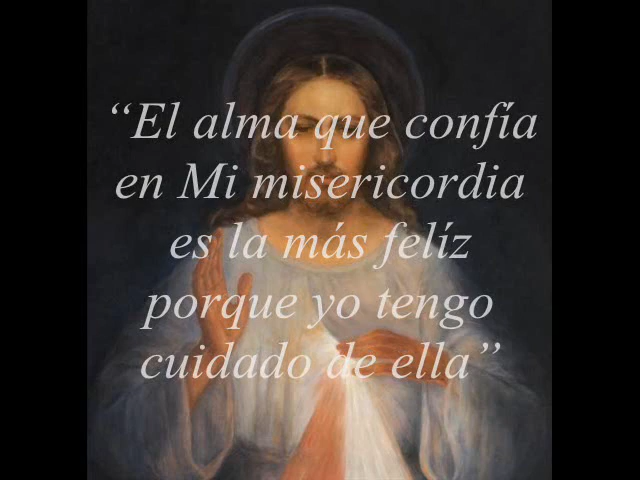 “El alma que confía
en Mi misericordia
es la más felíz
porque yo tengo
cuidado de ella”